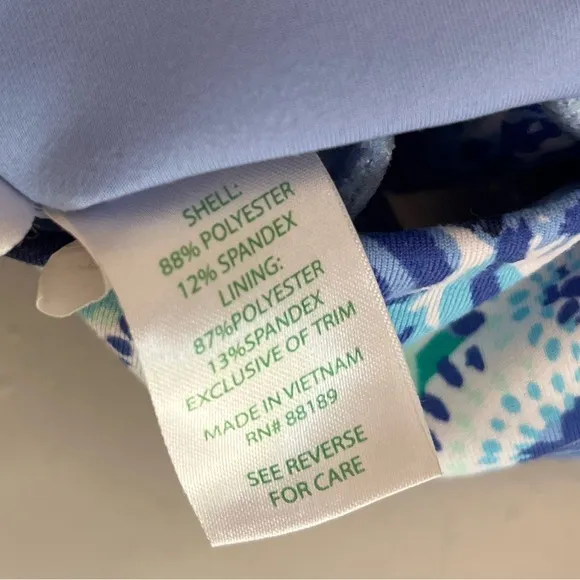 SHELL:
88% POLYESTER
12% SPANDEX
LINING:
87%POLYESTER
13%SPANDEX
EXCLUSIVE OF TRIM
MADE IN VIETNAM
RN# 88189
SEE REVERSE
FOR CARE